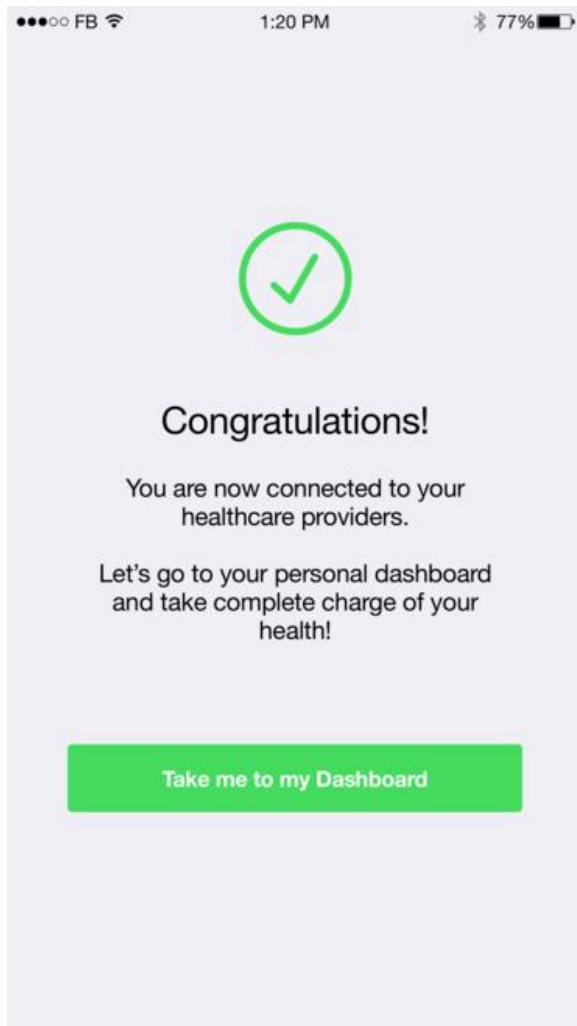 FB 1:20 PM 77%
Congratulations!
You are now connected to your
healthcare providers.
Let's go to your personal dashboard
and take complete charge of your
health!
Take me to my Dashboard